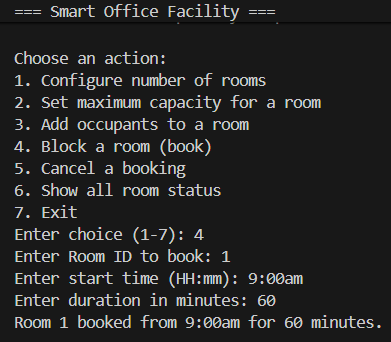 === Smart Office Facility ===
Choose an action:
1. Configure number of rooms
2. Set maximum capacity for a room
3. Add occupants to a room
4. Block a room (book)
5. Cancel a booking
6. Show all room status
7. Exit
Enter choice (1-7): 4
Enter Room ID to book: 1
Enter start time (HH:mm): 9:00am
Enter duration in minutes: 60
Room 1 booked from 9:00am for 60 minutes.